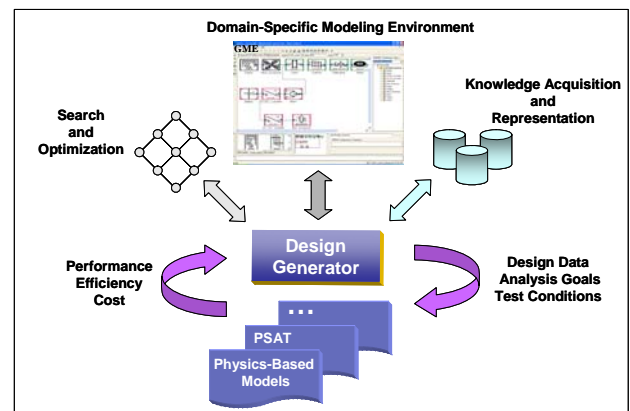 Domain-Specific Modeling Environment
GME
Search
and
Optimization
Knowledge Acquisition
and
Representation
Design
Generator
Performance
Efficiency
Cost
Design Data
Analysis Goals
Test Conditions
...
PSAT
Physics-Based
Models